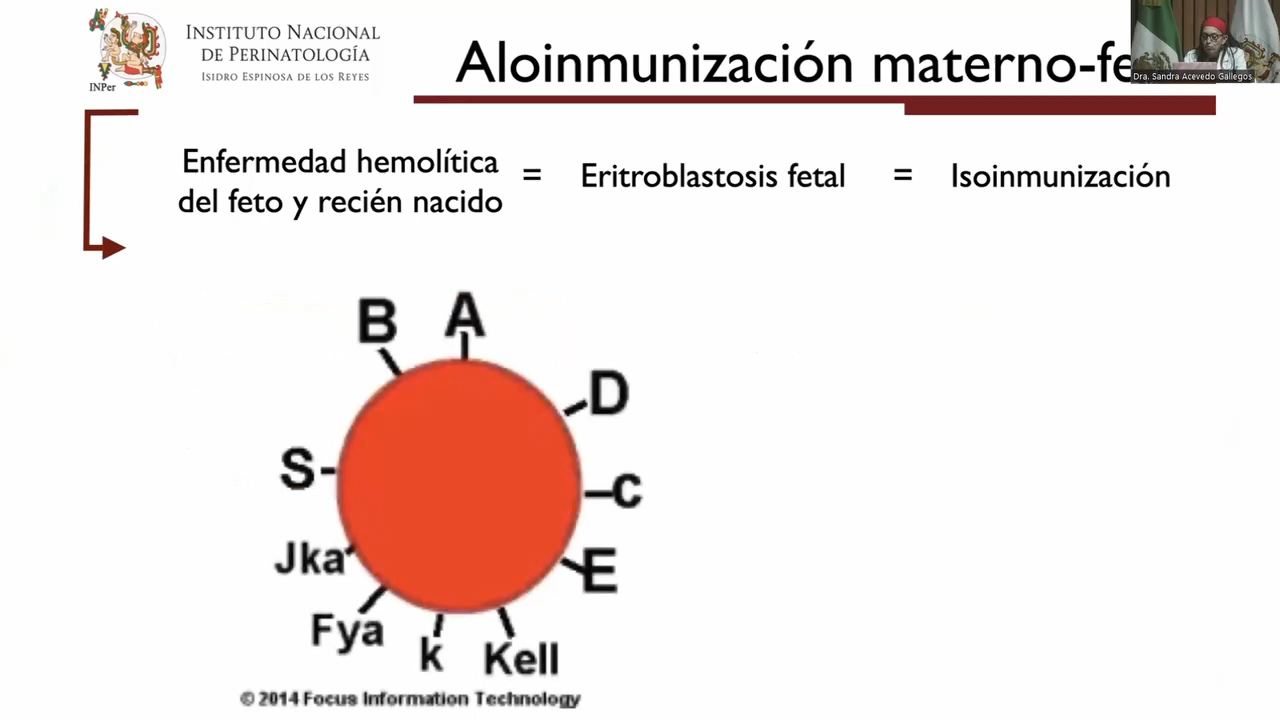 INPer
INSTITUTO NACIONAL
DE PERINATOLOGÍA
ISIDRO ESPINOSA DE LOS REYES
Aloinmunización materno-fe
Dra. Sandra Acevedo Gallegos
Enfermedad hemolítica
del feto y recién nacido
=
Eritroblastosis fetal
=
Isoinmunización
B
A
D
S
c
Jka
E
Fya
k
Kell
© 2014 Focus Information Technology